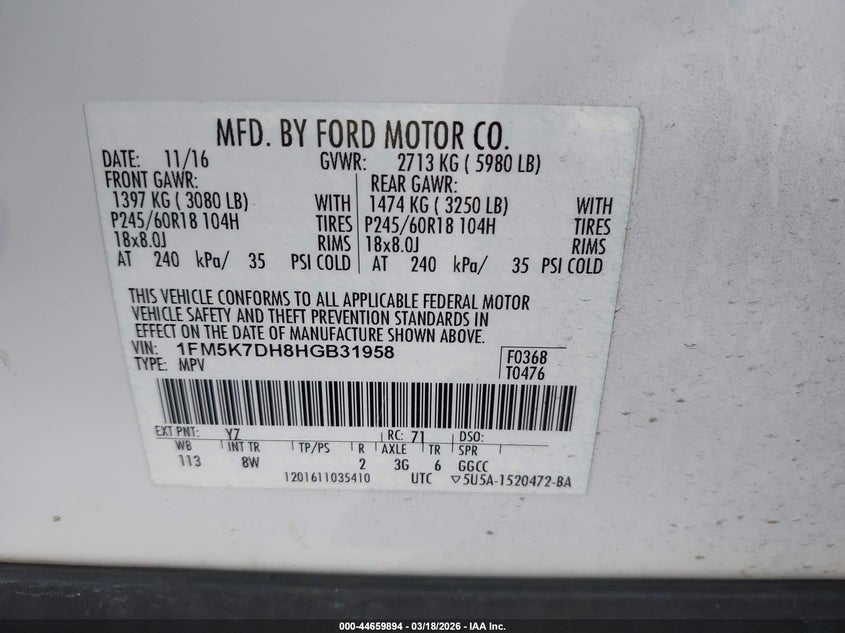 MFD. BY FORD MOTOR CO.
DATE: 11/16 GVWR: 2713 KG ( 5980 LB)
FRONT GAWR: REAR GAWR:
1397 KG ( 3080 LB) WITH 1474 KG ( 3250 LB) WITH
P245/60R18 104H TIRES P245/60R18 104H TIRES
18x8.0J RIMS 18x8.0J RIMS
AT 240 kPa/ 35 PSI COLD AT 240 kPa/ 35 PSI COLD
THIS VEHICLE CONFORMS TO ALL APPLICABLE FEDERAL MOTOR
VEHICLE SAFETY AND THEFT PREVENTION STANDARDS IN
EFFECT ON THE DATE OF MANUFACTURE SHOWN ABOVE.
VIN: 1FM5K7DH8HGB31958 F0368
TYPE: MPV T0476
EXT PNT: YZ RC: 71 DSO:
WB INT TR TP/PS R AXLE TR SPR
113 8W 2 3G 6 GGCC
1201611035410 UTC ▽5U5A-1520472-BA
000-44659894 | 03/18/2026 | IAA Inc.